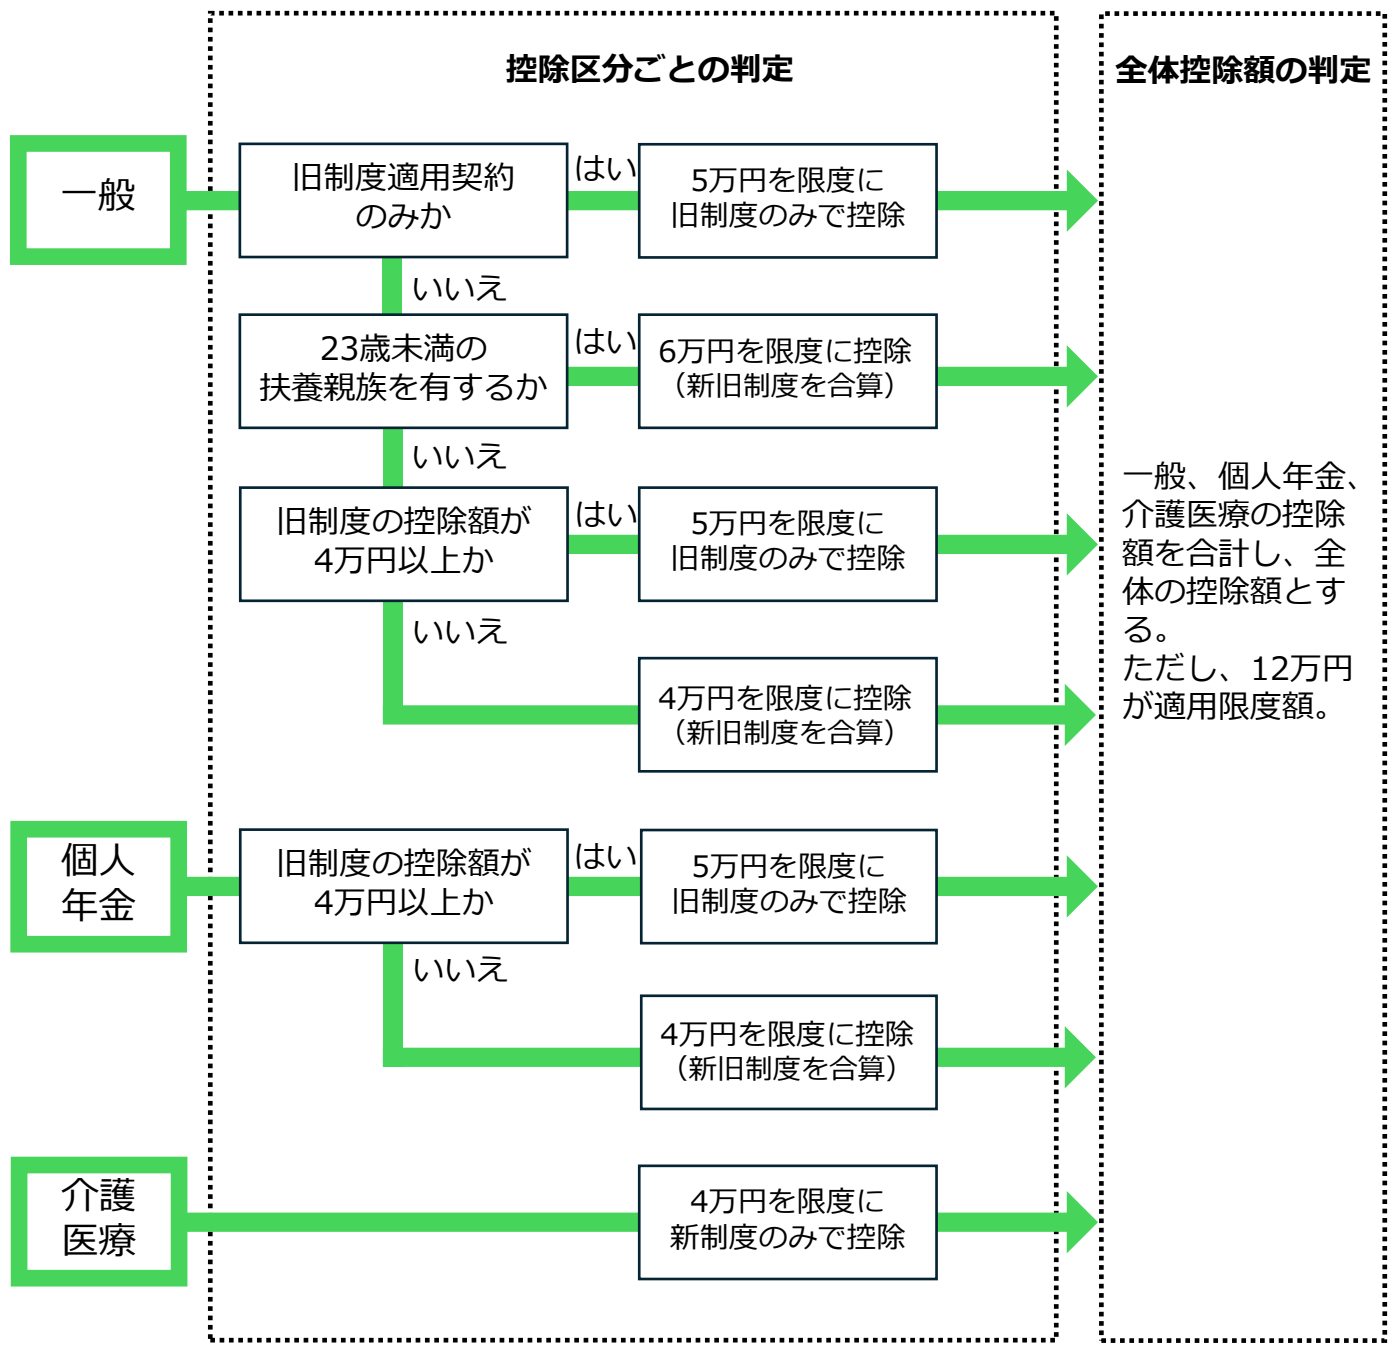 控除区分ごとの判定
全体控除額の判定
一般
旧制度適用契約
のみか
はい
5万円を限度に
旧制度のみで控除
いいえ
23歳未満の
扶養親族を有するか
はい
6万円を限度に控除
（新旧制度を合算）
いいえ
旧制度の控除額が
4万円以上か
はい
5万円を限度に
旧制度のみで控除
いいえ
4万円を限度に控除
（新旧制度を合算）
個人
年金
旧制度の控除額が
4万円以上か
はい
5万円を限度に
旧制度のみで控除
いいえ
4万円を限度に控除
（新旧制度を合算）
介護
医療
4万円を限度に
新制度のみで控除
一般、個人年金、
介護医療の控除
額を合計し、全
体の控除額とす
る。
ただし、12万円
が適用限度額。